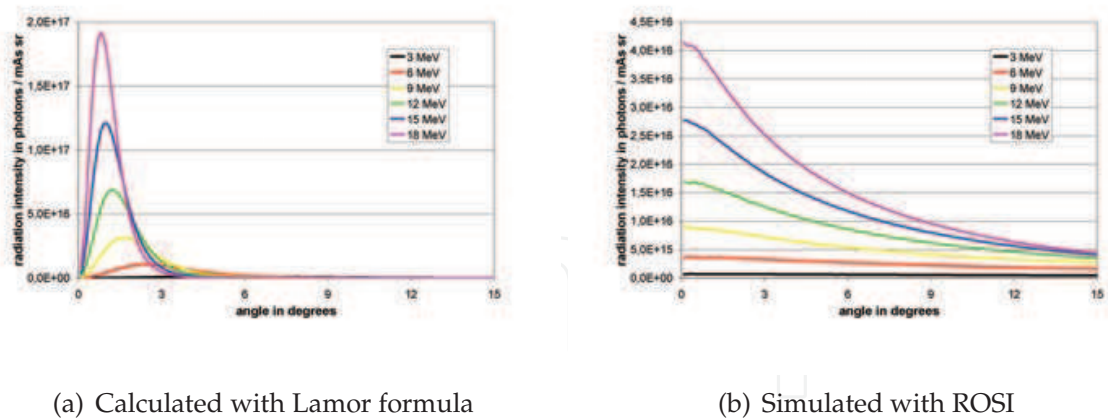 radiation intensity in photons / mAs sr
2,0E+17
1,5E+17
1,0E+17
5,0E+16
0,0E+00
0
3
6
9
12
15
angle in degrees
3 MeV
6 MeV
9 MeV
12 MeV
15 MeV
18 MeV
(a) Calculated with Lamor formula
radiation intensity in photons / mAs sr
4,5E+16
4,0E+16
3,5E+16
3,0E+16
2,5E+16
2,0E+16
1,5E+16
1,0E+16
5,0E+15
0,0E+00
0
3
6
9
12
15
angle in degrees
3 MeV
6 MeV
9 MeV
12 MeV
15 MeV
18 MeV
(b) Simulated with ROSI